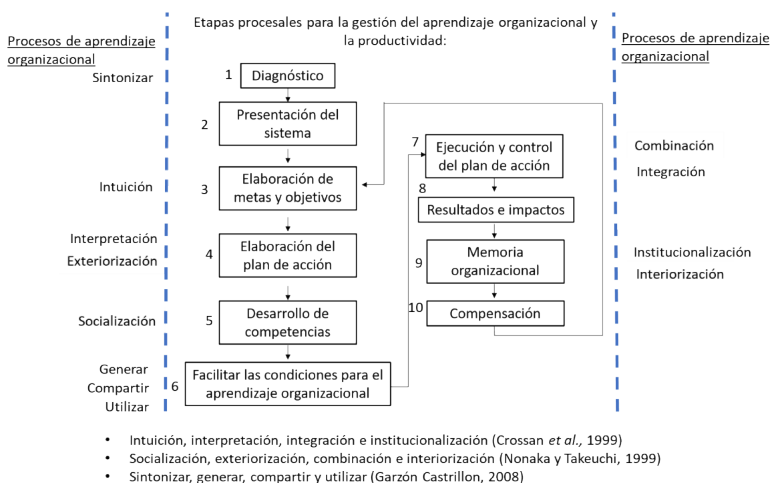 Etapas procesales para la gestión del aprendizaje organizacional y
la productividad:
Procesos de aprendizaje
organizacional
Sintonizar
Intuición
Interpretación
Exteriorización
Socialización
Generar
Compartir
Utilizar
1
Diagnóstico
2
Presentación del
sistema
3
Elaboración de
metas y objetivos
4
Elaboración del
plan de acción
5
Desarrollo de
competencias
6
Facilitar las condiciones para el
aprendizaje organizacional
7
Ejecución y control
del plan de acción
8
Resultados e impactos
9
Memoria
organizacional
10
Compensación
Procesos de aprendizaje
organizacional
Combinación
Integración
Institucionalización
Interiorización
• Intuición, interpretación, integración e institucionalización (Crossan et al., 1999)
• Socialización, exteriorización, combinación e interiorización (Nonaka y Takeuchi, 1999)
• Sintonizar, generar, compartir y utilizar (Garzón Castrillon, 2008)